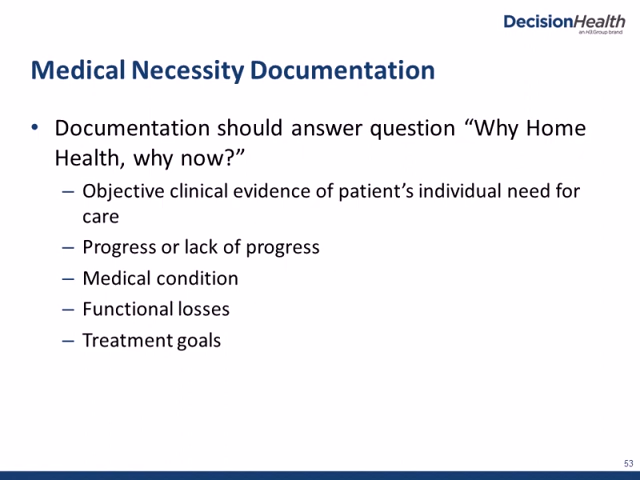 DecisionHealth
an H3.Group brand
Medical Necessity Documentation
• Documentation should answer question “Why Home
Health, why now?”
– Objective clinical evidence of patient’s individual need for
care
– Progress or lack of progress
– Medical condition
– Functional losses
– Treatment goals
53